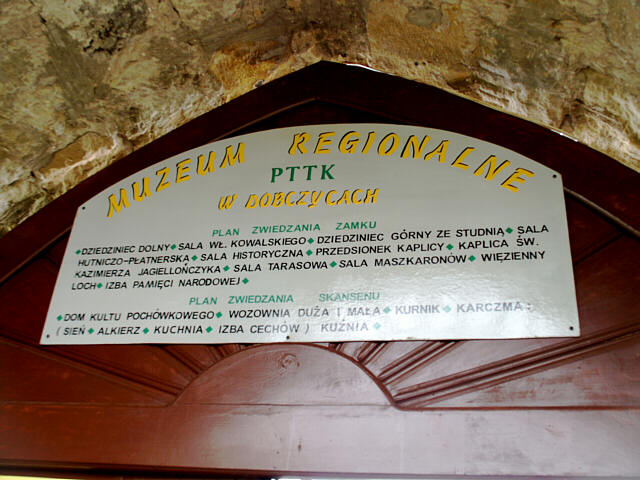 MUZEUM REGIONALNE
PTTK
W DOBCZYCACH
PLAN ZWIEDZANIA ZAMKU
◆DZIEDZINIEC DOLNY◆SALA WŁ. KOWALSKIEGO◆DZIEDZINIEC GÓRNY ZE STUDNIĄ◆SALA
HUTNICZO-PŁATNERSKA◆SALA HISTORYCZNA◆PRZEDSIONEK KAPLICY◆KAPLICA ŚW.
KAZIMIERZA JAGIELLOŃCZYKA◆SALA TARASOWA◆SALA MASZKARONÓW◆WIĘZIENNY
LOCH◆IZBA PAMIĘCI NARODOWEJ◆
PLAN ZWIEDZANIA SKANSENU
◆DOM KULTU POCHÓWKOWEGO◆WOZOWNIA DUŻA I MAŁA◆KURNIK◆KARCZMA:
(SIEŃ◆ALKIERZ◆KUCHNIA◆IZBA CECHÓW) KUŹNIA◆